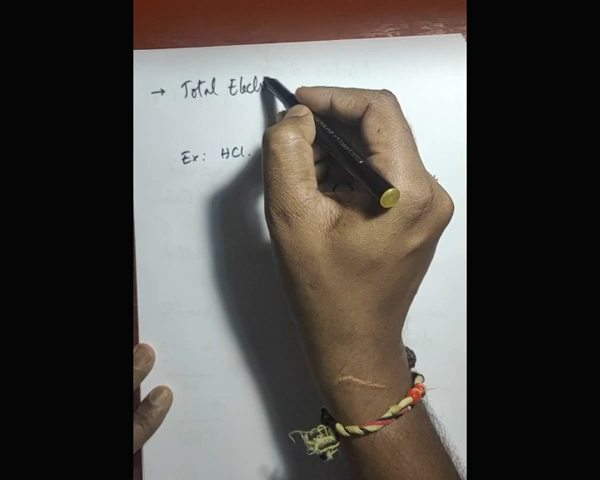 → Total
Ex: HCl.